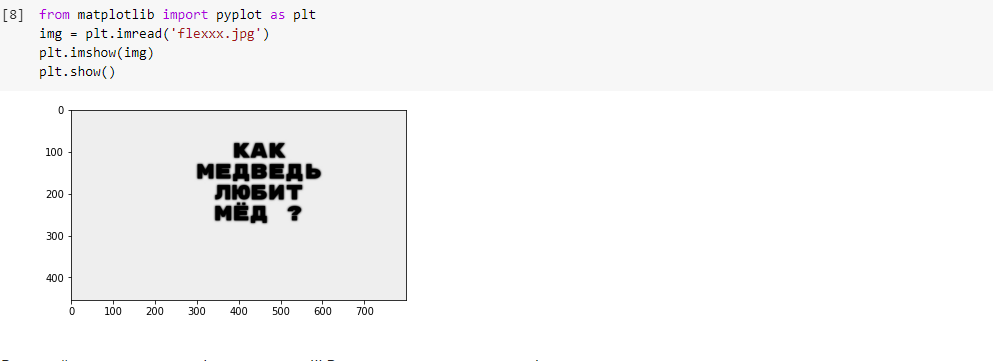 [8] from matplotlib import pyplot as plt
img = plt.imread('flexxx.jpg')
plt.imshow(img)
plt.show()
0
100
200
300
400
КАК
МЕДВЕДЬ
ЛЮБИТ
МЁД ?
0 100 200 300 400 500 600 700